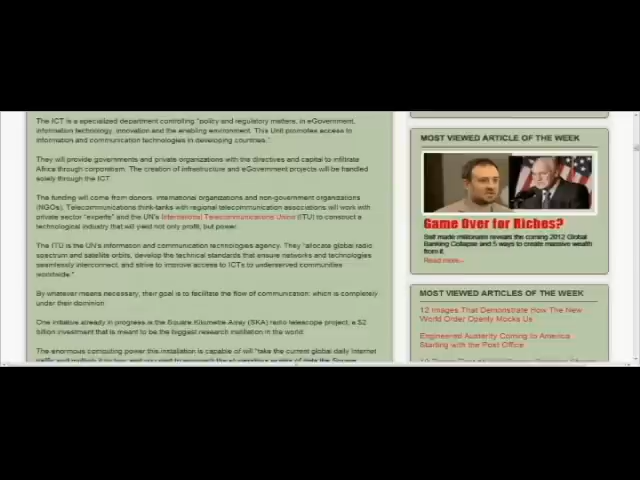 The ICT is a specialized department controlling "policy and regulatory matters, in eGovernment,
information technology, innovation and the enabling environment. This Unit promotes access to
information and communication technologies in developing countries."
They will provide governments and private organizations with the directives and capital to infiltrate
Africa through corporatism. The creation of infrastructure and eGovernment projects will be handled
solely through the ICT.
The funding will come from donors, international organizations and non-government organizations
(NGOs). Telecommunications think-tanks with regional telecommunication associations will work with
private sector "experts" and the UN's International Telecommunications Union (ITU) to construct a
technological industry that will yield not only profit, but power.
The ITU is the UN's information and communication technologies agency. They "allocate global radio
spectrum and satellite orbits, develop the technical standards that ensure networks and technologies
seamlessly interconnect, and strive to improve access to ICTs to underserved communities
worldwide."
By whatever means necessary, their goal is to facilitate the flow of communication; which is completely
under their dominion.
One initiative already in progress is the Square Kilometre Array (SKA) radio telescope project, a $2
billion investment that is meant to be the biggest research institution in the world.
The enormous computing power this installation is capable of will "take the current global daily Internet
MOST VIEWED ARTICLE OF THE WEEK
Game Over for Riches?
Self made millionaire reveals the coming 2012 Global
Banking Collapse and 5 ways to create massive wealth
from it.
Read more...
MOST VIEWED ARTICLES OF THE WEEK
12 Images That Demonstrate How The New
World Order Openly Mocks Us
Engineered Austerity Coming to America
Starting with the Post Office